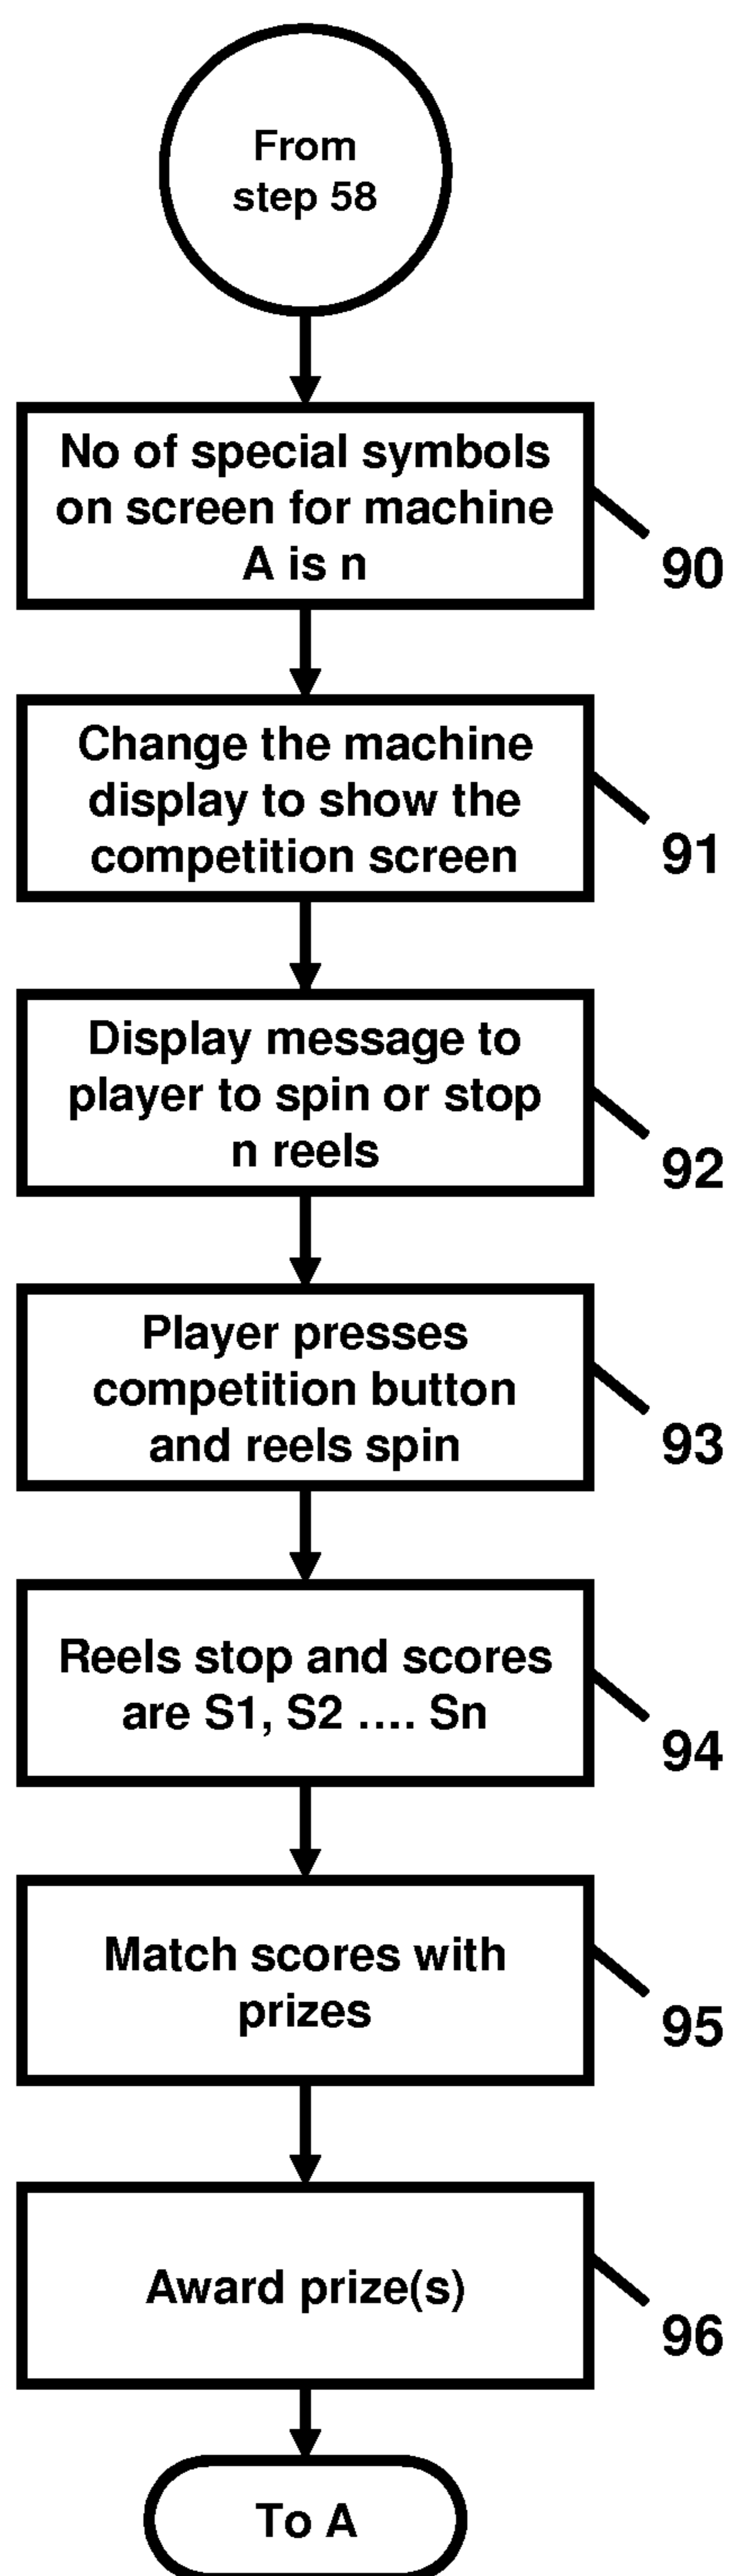 From
step 58
No of special symbols
on screen for machine
A is n
90
Change the machine
display to show the
competition screen
91
Display message to
player to spin or stop
n reels
92
Player presses
competition button
and reels spin
93
Reels stop and scores
are S1, S2 .... Sn
94
Match scores with
prizes
95
Award prize(s)
96
To A